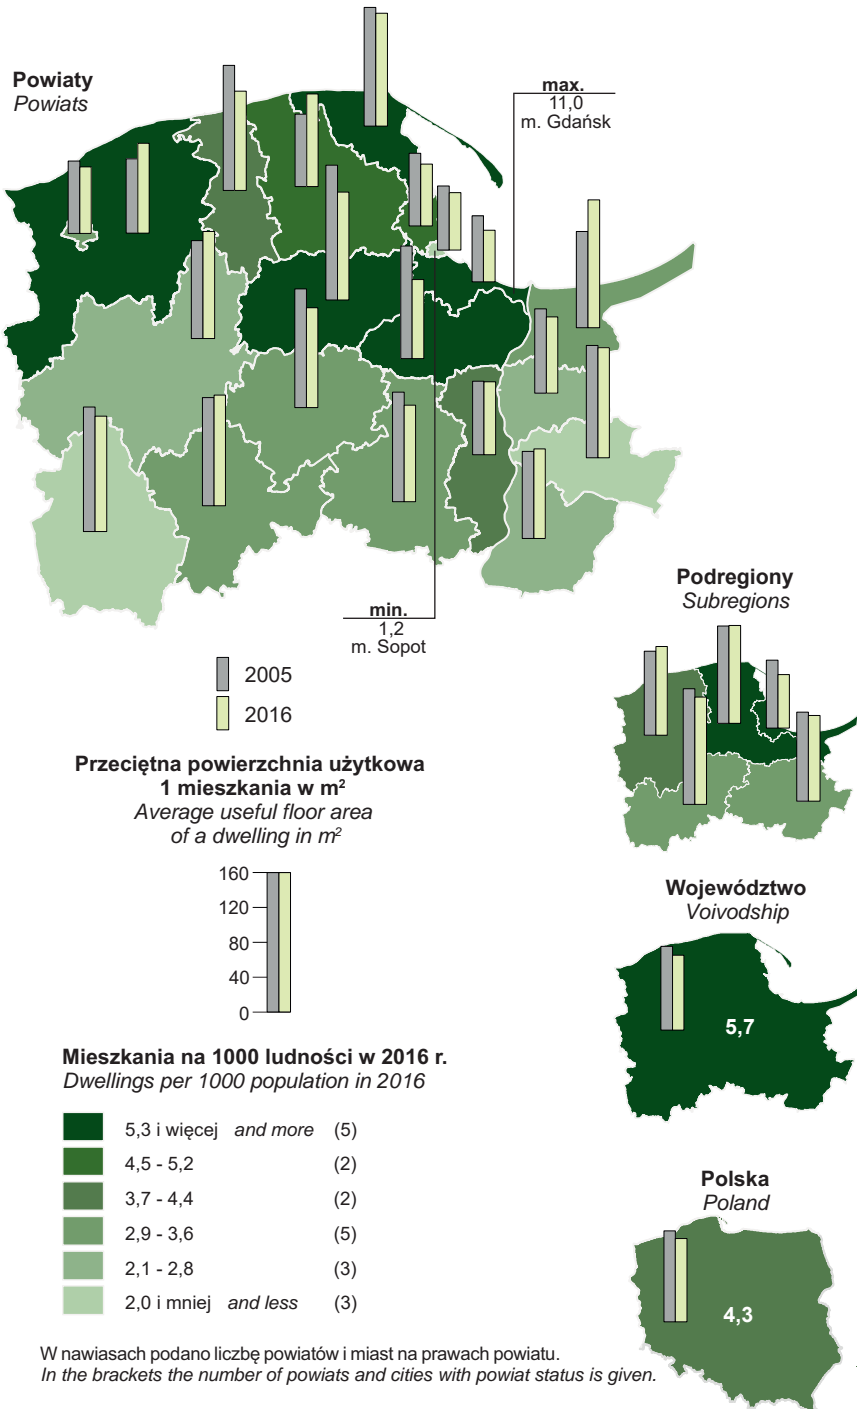 Powiaty
Powiats
max.
11,0
m. Gdańsk
min.
1,2
m. Sopot
Podregiony
Subregions
2005
2016
Przeciętna powierzchnia użytkowa
1 mieszkania w m²
Average useful floor area
of a dwelling in m²
160
120
80
40
0
Województwo
Voivodship
5,7
Mieszkania na 1000 ludności w 2016 r.
Dwellings per 1000 population in 2016
5,3 i więcej and more (5)
4,5 - 5,2 (2)
3,7 - 4,4 (2)
2,9 - 3,6 (5)
2,1 - 2,8 (3)
2,0 i mniej and less (3)
Polska
Poland
4,3
W nawiasach podano liczbę powiatów i miast na prawach powiatu.
In the brackets the number of powiats and cities with powiat status is given.